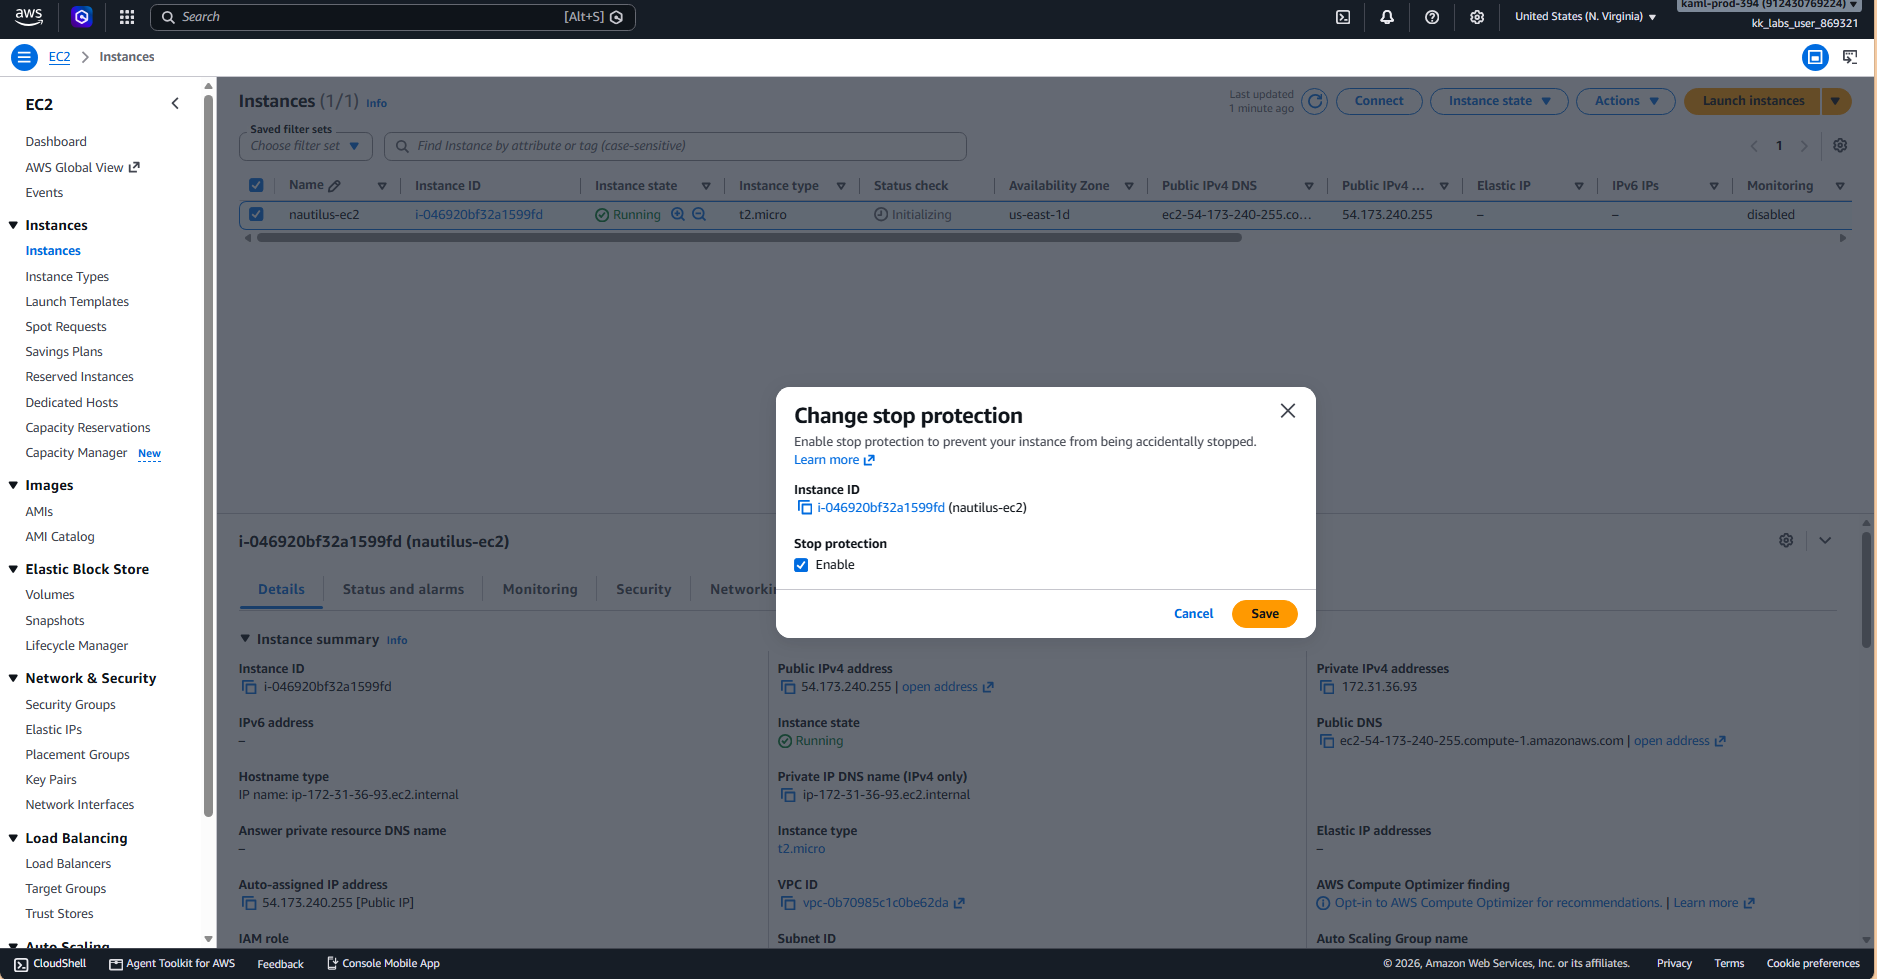 aws
Search
[Alt+S]
United States (N. Virginia)
kaml-prod-394 (912430769224)
kk_labs_user_869321
EC2
Instances
EC2
Dashboard
AWS Global View
Events
Instances
Instances
Instance Types
Launch Templates
Spot Requests
Savings Plans
Reserved Instances
Dedicated Hosts
Capacity Reservations
Capacity Manager New
Images
AMIs
AMI Catalog
Elastic Block Store
Volumes
Snapshots
Lifecycle Manager
Network & Security
Security Groups
Elastic IPs
Placement Groups
Key Pairs
Network Interfaces
Load Balancing
Load Balancers
Target Groups
Trust Stores
Auto Scaling
Instances (1/1) Info
Last updated
1 minute ago
Connect
Instance state
Actions
Launch instances
Saved filter sets
Choose filter set
Find Instance by attribute or tag (case-sensitive)
1
Name Instance ID Instance state Instance type Status check Availability Zone Public IPv4 DNS Public IPv4 ... Elastic IP IPv6 IPs Monitoring
nautilus-ec2 i-046920bf32a1599fd Running t2.micro Initializing us-east-1d ec2-54-173-240-255.co... 54.173.240.255 – – disabled
Change stop protection
Enable stop protection to prevent your instance from being accidentally stopped.
Learn more
Instance ID
i-046920bf32a1599fd (nautilus-ec2)
Stop protection
Enable
Cancel
Save
i-046920bf32a1599fd (nautilus-ec2)
Details
Status and alarms
Monitoring
Security
Networki
Instance summary Info
Instance ID
i-046920bf32a1599fd
Public IPv4 address
54.173.240.255 | open address
Private IPv4 addresses
172.31.36.93
IPv6 address
–
Instance state
Running
Public DNS
ec2-54-173-240-255.compute-1.amazonaws.com | open address
Hostname type
IP name: ip-172-31-36-93.ec2.internal
Private IP DNS name (IPv4 only)
ip-172-31-36-93.ec2.internal
Answer private resource DNS name
–
Instance type
t2.micro
Elastic IP addresses
–
Auto-assigned IP address
54.173.240.255 [Public IP]
VPC ID
vpc-0b70985c1c0be62da
AWS Compute Optimizer finding
Opt-in to AWS Compute Optimizer for recommendations. | Learn more
IAM role
Subnet ID
Auto Scaling Group name
CloudShell
Agent Toolkit for AWS
Feedback
Console Mobile App
© 2026, Amazon Web Services, Inc. or its affiliates.
Privacy
Terms
Cookie preferences